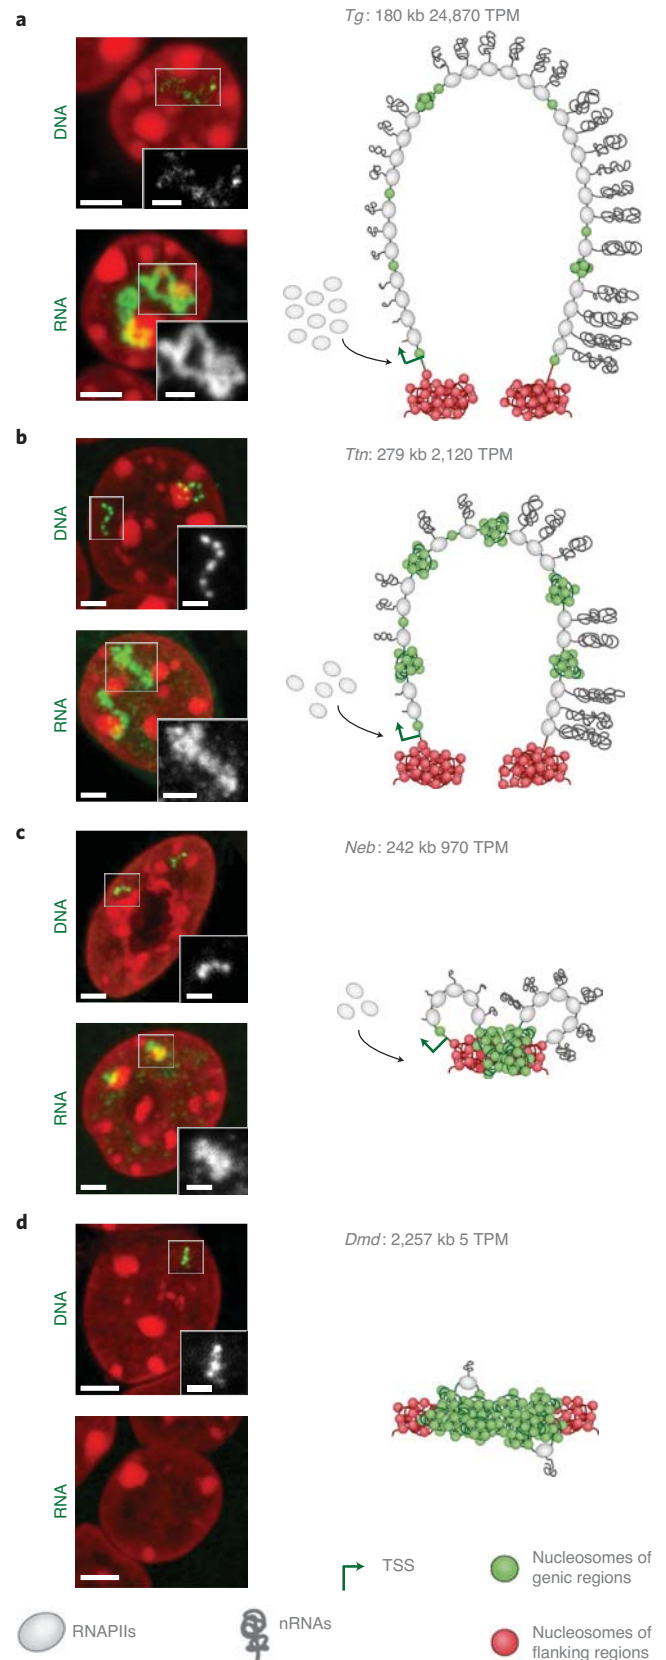 a
Tg: 180 kb 24,870 TPM
DNA
RNA
b
Ttn: 279 kb 2,120 TPM
DNA
RNA
c
Neb: 242 kb 970 TPM
DNA
RNA
d
Dmd: 2,257 kb 5 TPM
DNA
RNA
TSS
Nucleosomes of
genic regions
RNAPIIs
nRNAs
Nucleosomes of
flanking regions